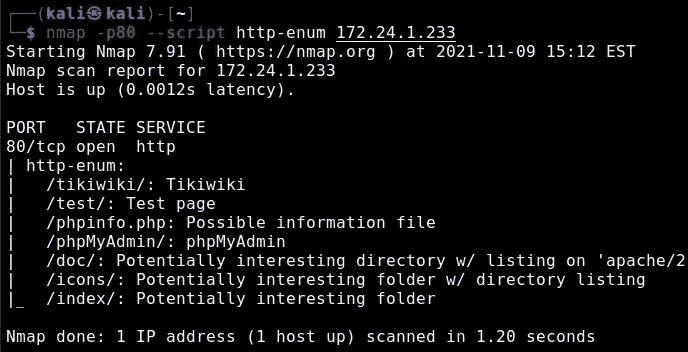 ┌──(kali㉿kali)-[~]
└─$ nmap -p80 --script http-enum 172.24.1.233
Starting Nmap 7.91 ( https://nmap.org ) at 2021-11-09 15:12 EST
Nmap scan report for 172.24.1.233
Host is up (0.0012s latency).
PORT   STATE SERVICE
80/tcp open  http
| http-enum:
|   /tikiwiki/: Tikiwiki
|   /test/: Test page
|   /phpinfo.php: Possible information file
|   /phpMyAdmin/: phpMyAdmin
|   /doc/: Potentially interesting directory w/ listing on 'apache/2
|   /icons/: Potentially interesting folder w/ directory listing
|_  /index/: Potentially interesting folder
Nmap done: 1 IP address (1 host up) scanned in 1.20 seconds